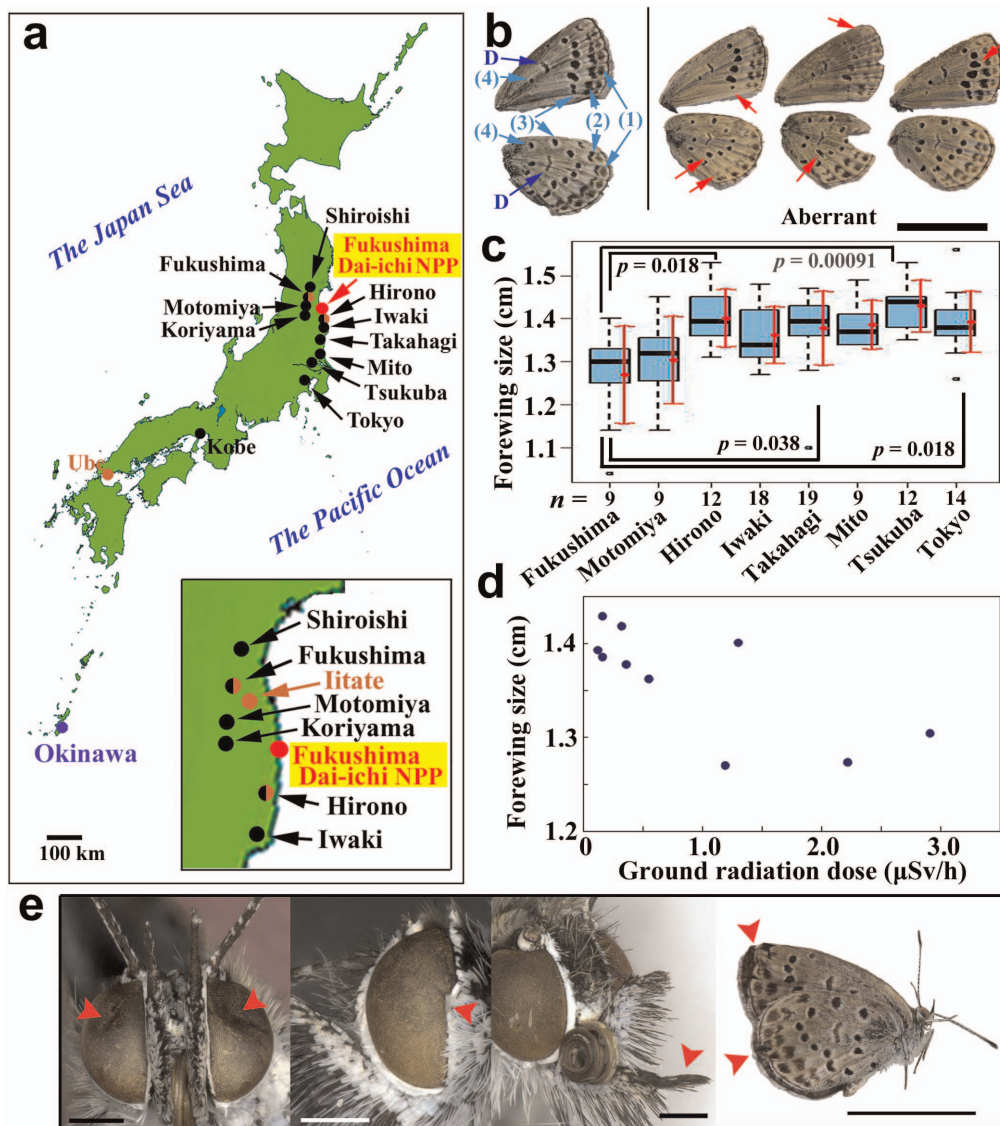 a
The Japan Sea
Shiroishi
Fukushima
Dai-ichi NPP
Fukushima
Hirono
Motomiya
Iwaki
Koriyama
Takahagi
Mito
Tsukuba
Tokyo
Kobe
Ube
The Pacific Ocean
Okinawa
100 km
Shiroishi
Fukushima
Iitate
Motomiya
Koriyama
Fukushima
Dai-ichi NPP
Hirono
Iwaki
b
D
(4)
(3)
(2)
(1)
(4)
D
Aberrant
c
Forewing size (cm)
1.5
1.4
1.3
1.2
1.1
p = 0.018
p = 0.00091
p = 0.038
p = 0.018
n = 9 9 12 18 19 9 12 14
Fukushima
Motomiya
Hirono
Iwaki
Takahagi
Mito
Tsukuba
Tokyo
d
Forewing size (cm)
1.4
1.3
1.2
0 1.0 2.0 3.0
Ground radiation dose (μSv/h)
e